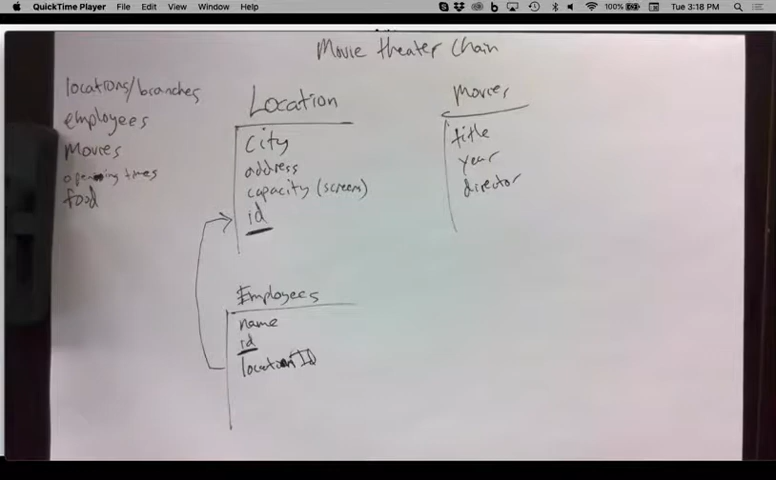 QuickTime Player File Edit View Window Help
100% Tue 3:18 PM
Movie theater Chain
locations/branches
employees
Movies
opening times
food
Location
City
address
capacity (screen)
id
Movies
title
year
director
Employees
name
id
locationId